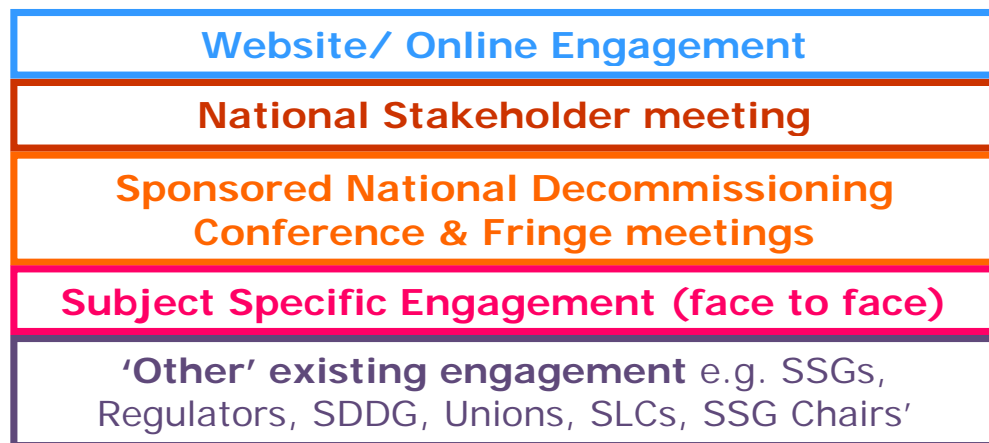 Website/ Online Engagement
National Stakeholder meeting
Sponsored National Decommissioning
Conference & Fringe meetings
Subject Specific Engagement (face to face)
‘Other’ existing engagement e.g. SSGs,
Regulators, SDDG, Unions, SLCs, SSG Chairs’